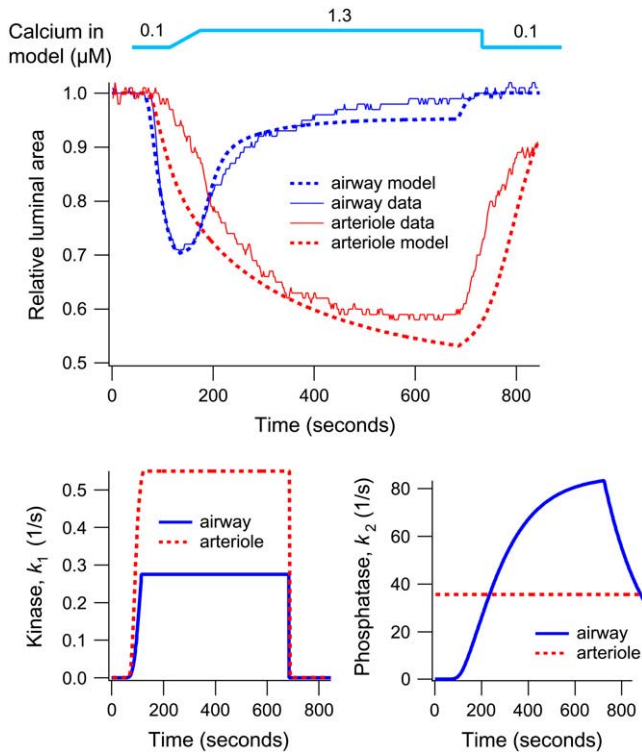 Calcium in
model (µM)
0.1
1.3
0.1
Relative luminal area
1.0
0.9
0.8
0.7
0.6
0.5
airway model
airway data
arteriole data
arteriole model
0 200 400 600 800
Time (seconds)
Kinase, k1 (1/s)
0.5
0.4
0.3
0.2
0.1
0.0
airway
arteriole
0 200 400 600 800
Time (seconds)
Phosphatase, k2 (1/s)
80
60
40
20
0
airway
arteriole
0 200 400 600 800
Time (seconds)